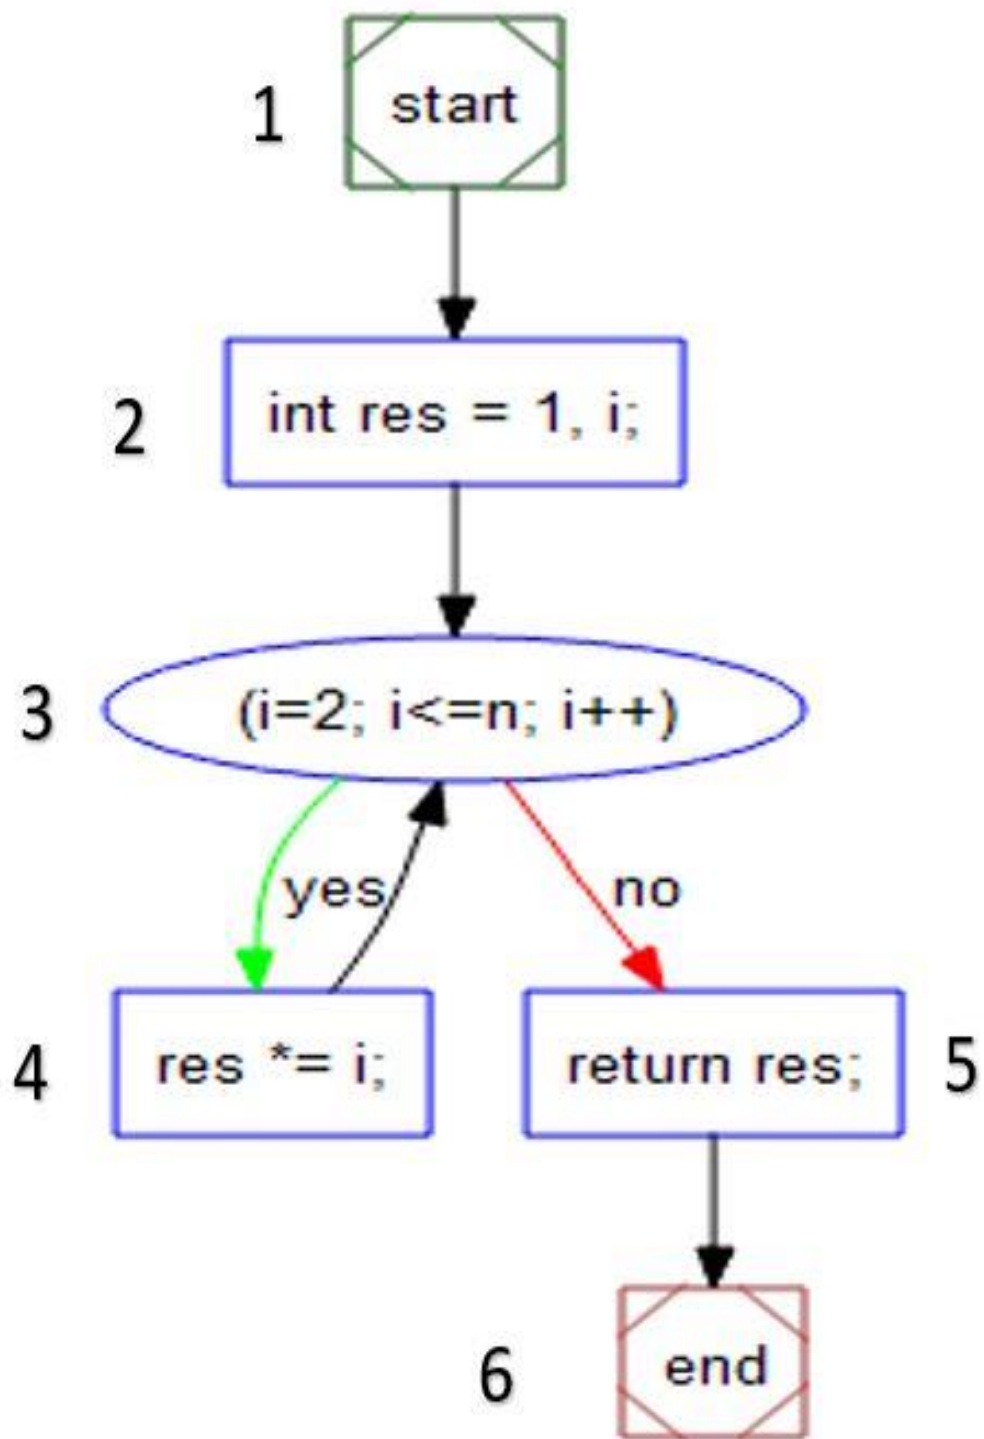 1
start
2
int res = 1, i;
3
(i=2; i<=n; i++)
yes
no
4
res *= i;
return res;
5
6
end